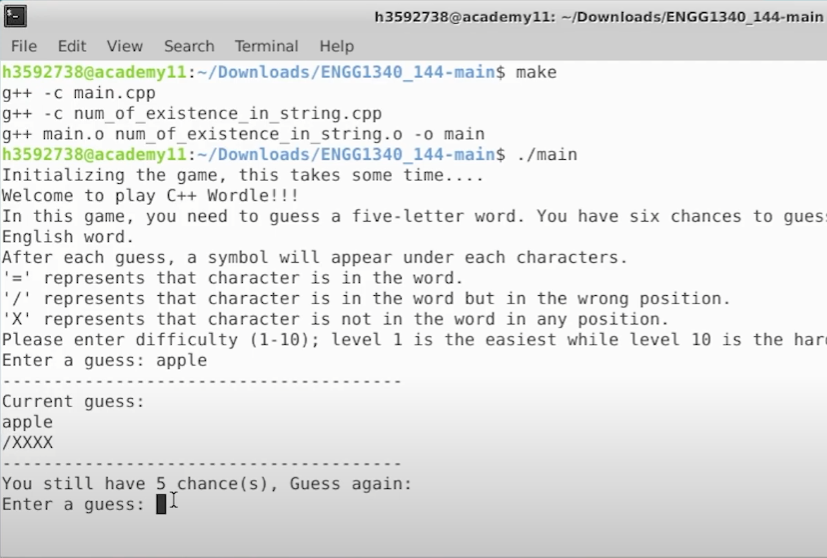 h3592738@academy11: ~/Downloads/ENGG1340_144-main
File Edit View Search Terminal Help
h3592738@academy11:~/Downloads/ENGG1340_144-main$ make
g++ -c main.cpp
g++ -c num_of_existence_in_string.cpp
g++ main.o num_of_existence_in_string.o -o main
h3592738@academy11:~/Downloads/ENGG1340_144-main$ ./main
Initializing the game, this takes some time....
Welcome to play C++ Wordle!!!
In this game, you need to guess a five-letter word. You have six chances to gues
English word.
After each guess, a symbol will appear under each characters.
'=' represents that character is in the word.
'/' represents that character is in the word but in the wrong position.
'X' represents that character is not in the word in any position.
Please enter difficulty (1-10); level 1 is the easiest while level 10 is the har
Enter a guess: apple
---------------------------------------
Current guess:
apple
/XXXX
---------------------------------------
You still have 5 chance(s), Guess again:
Enter a guess: